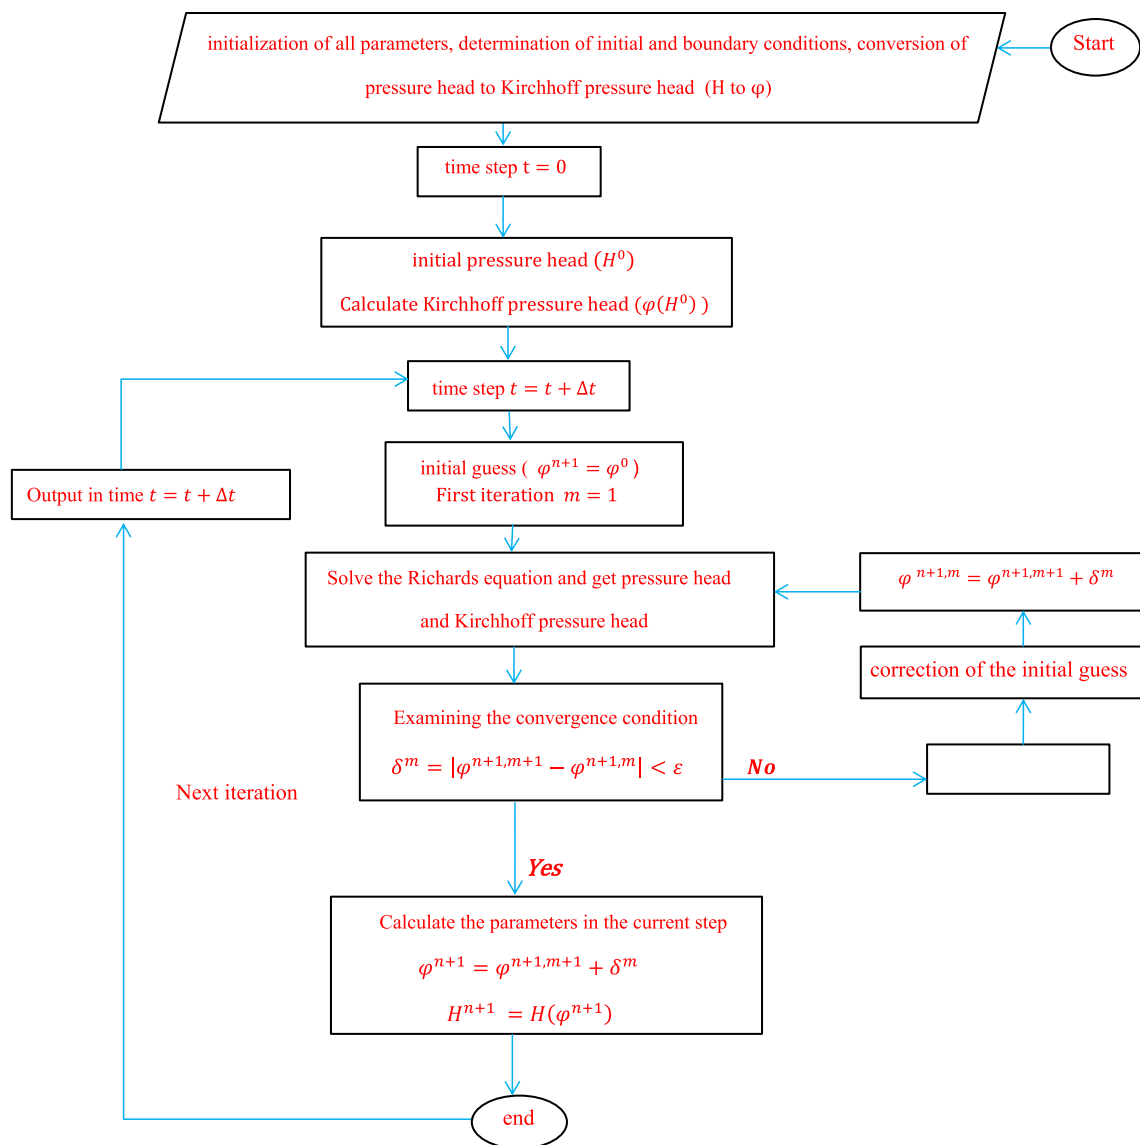 Start
initialization of all parameters, determination of initial and boundary conditions, conversion of
pressure head to Kirchhoff pressure head (H to φ)
time step t = 0
initial pressure head (H⁰)
Calculate Kirchhoff pressure head (φ(H⁰) )
time step t = t + Δt
initial guess ( φⁿ⁺¹ = φ⁰ )
First iteration m = 1
Output in time t = t + Δt
Solve the Richards equation and get pressure head
and Kirchhoff pressure head
φ ⁿ⁺¹,ᵐ = φⁿ⁺¹,ᵐ⁺¹ + δᵐ
correction of the initial guess
Examining the convergence condition
δᵐ = |φⁿ⁺¹,ᵐ⁺¹ − φⁿ⁺¹,ᵐ| < ε
No
Next iteration
Yes
Calculate the parameters in the current step
φⁿ⁺¹ = φⁿ⁺¹,ᵐ⁺¹ + δᵐ
Hⁿ⁺¹ = H(φⁿ⁺¹)
end